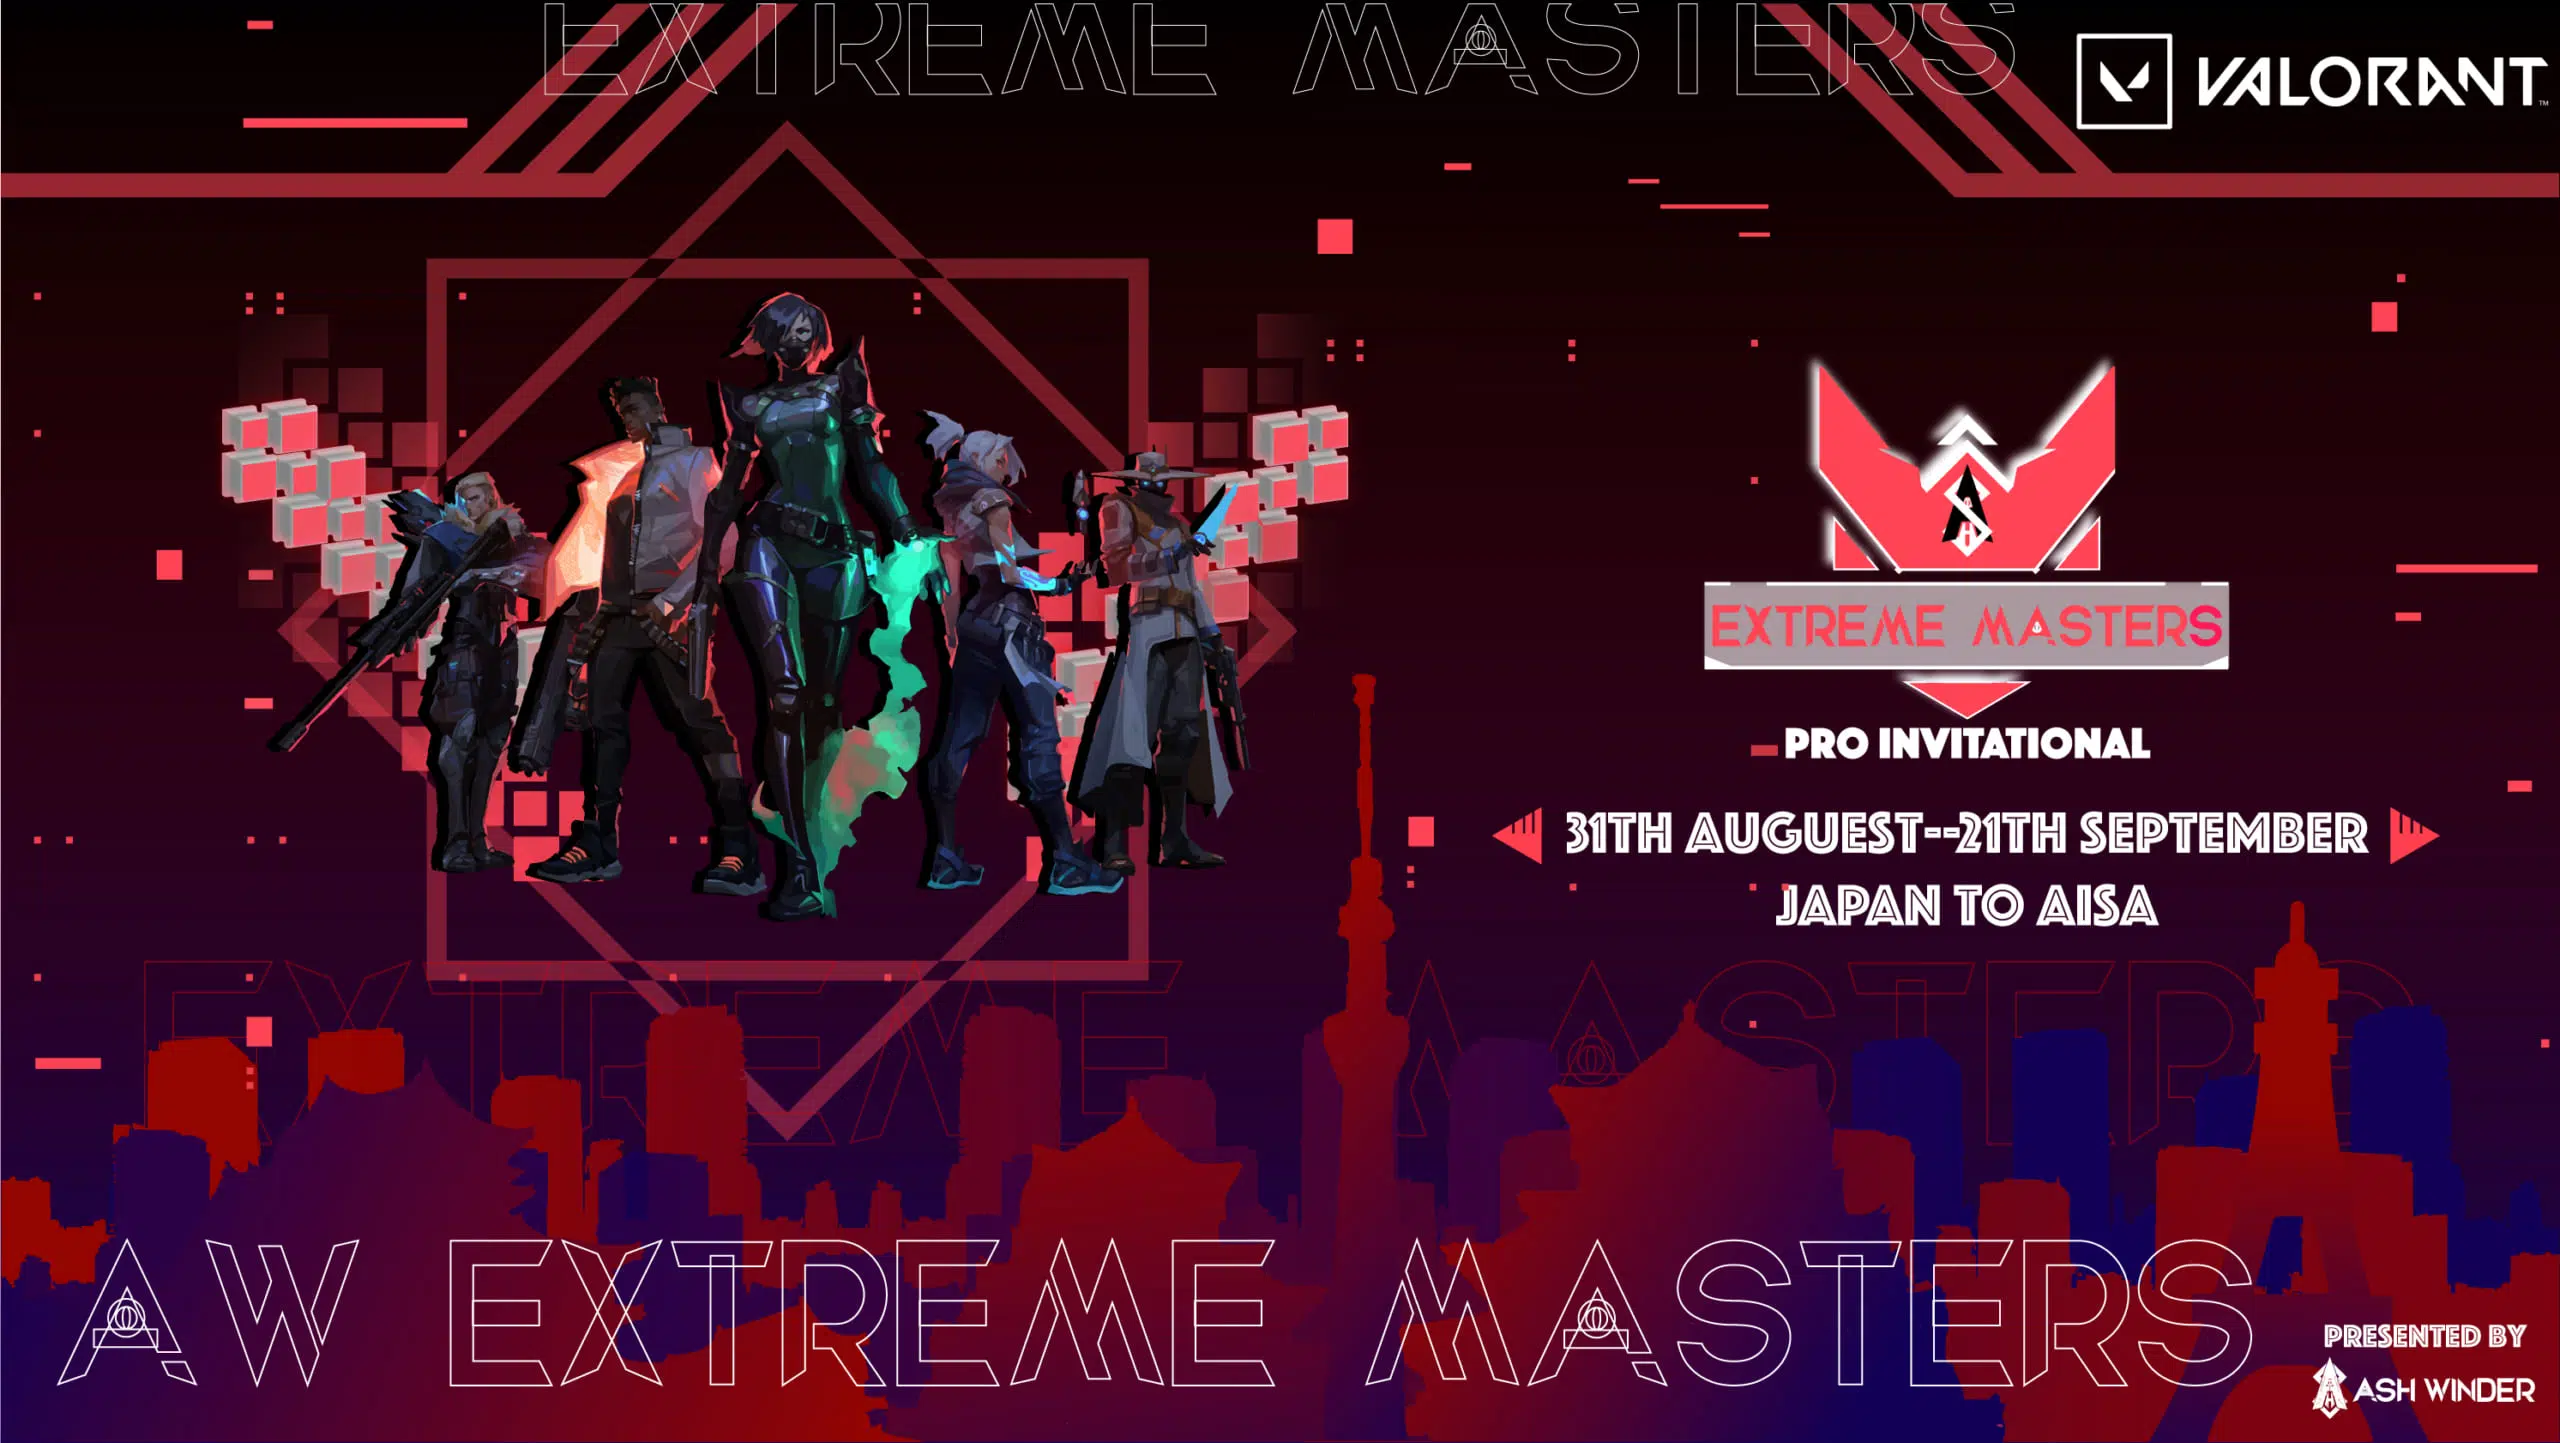 EXTREME MASTERS
VALORANT™
EXTREME MASTERS
PRO INVITATIONAL
31TH AUGUEST--21TH SEPTEMBER
JAPAN TO AISA
EXTREME MASTERS
AW EXTREME MASTERS
PRESENTED BY
ASH WINDER